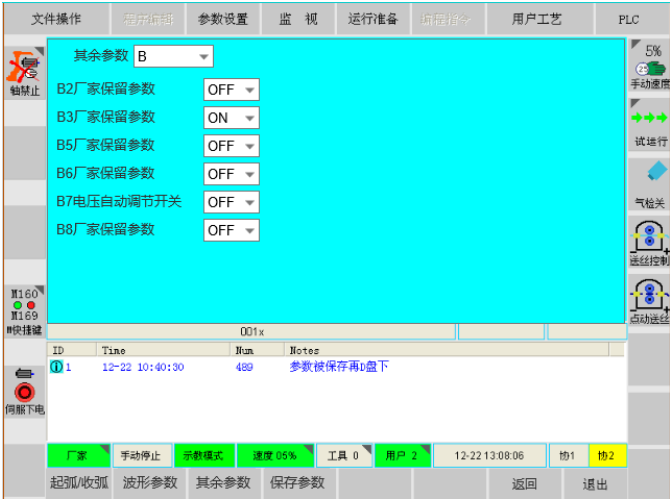 文件操作 程序编辑 参数设置 监 视 运行准备 编程指令 用户工艺 PLC
其余参数 B
B2厂家保留参数 OFF
B3厂家保留参数 ON
B5厂家保留参数 OFF
B6厂家保留参数 OFF
B7电压自动调节开关 OFF
B8厂家保留参数 OFF
轴禁止
M160
M169
M快捷键
伺服下电
5%
手动速度
试运行
气检关
送丝控制
点动送丝
001x
ID Time Num Notes
1 12-22 10:40:30 489 参数被保存再D盘下
厂家 手动停止 示教模式 速度 05% 工具 0 用户 2 12-22 13:08:06 协1 协2
起弧/收弧 波形参数 其余参数 保存参数 返回 退出